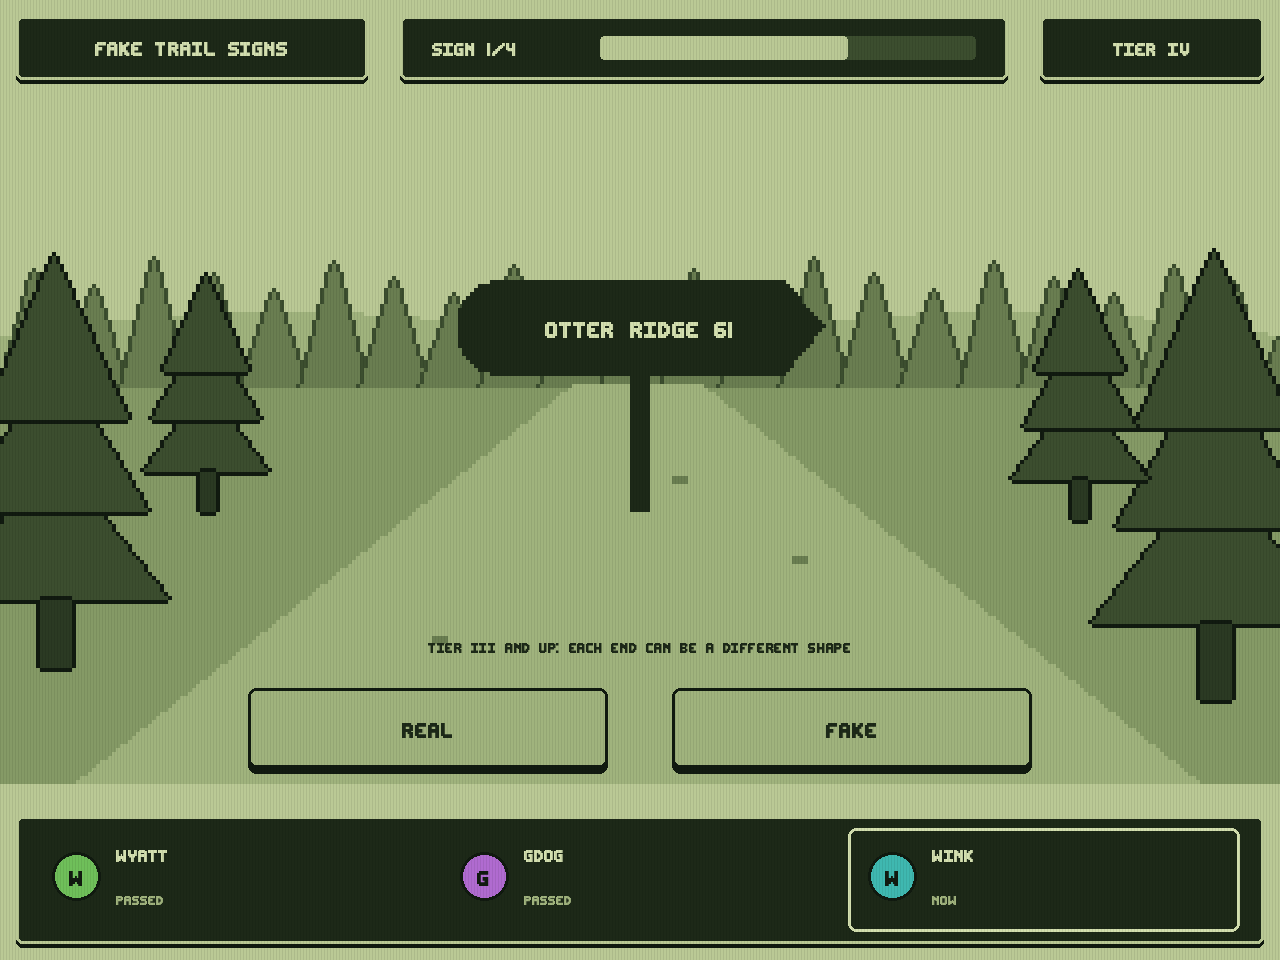 FAKE TRAIL SIGNS
SIGN 1/4
TIER IV
OTTER RIDGE 61
TIER III AND UP: EACH END CAN BE A DIFFERENT SHAPE
REAL
FAKE
W
WYATT
PASSED
G
GDOG
PASSED
W
WINK
NOW